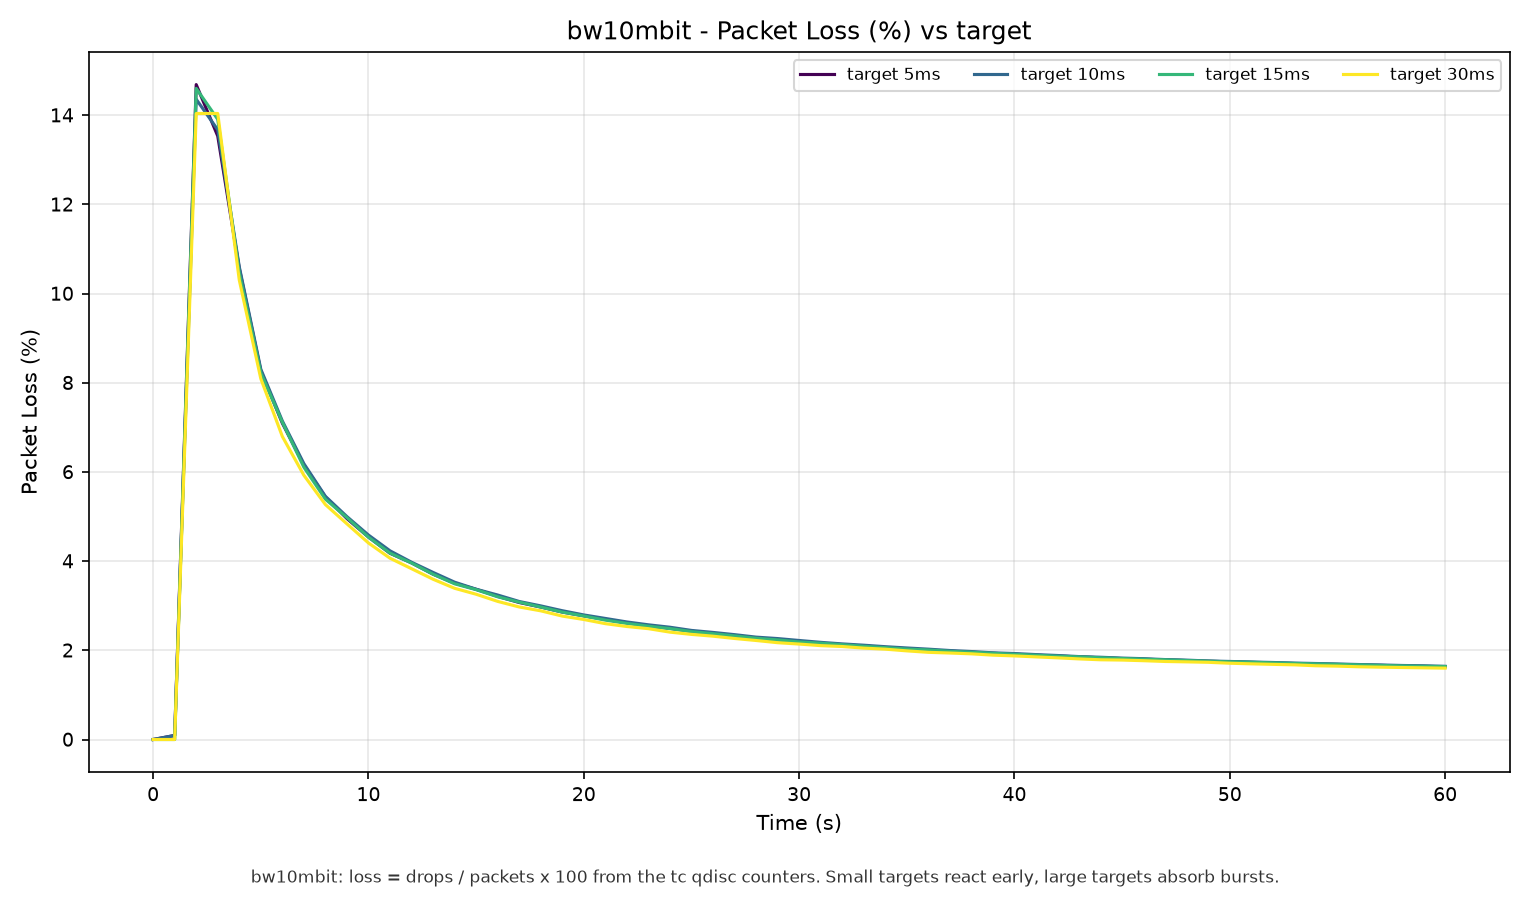 bw10mbit - Packet Loss (%) vs target
target 5ms target 10ms target 15ms target 30ms
Packet Loss (%)
14
12
10
8
6
4
2
0
0 10 20 30 40 50 60
Time (s)
bw10mbit: loss = drops / packets x 100 from the tc qdisc counters. Small targets react early, large targets absorb bursts.